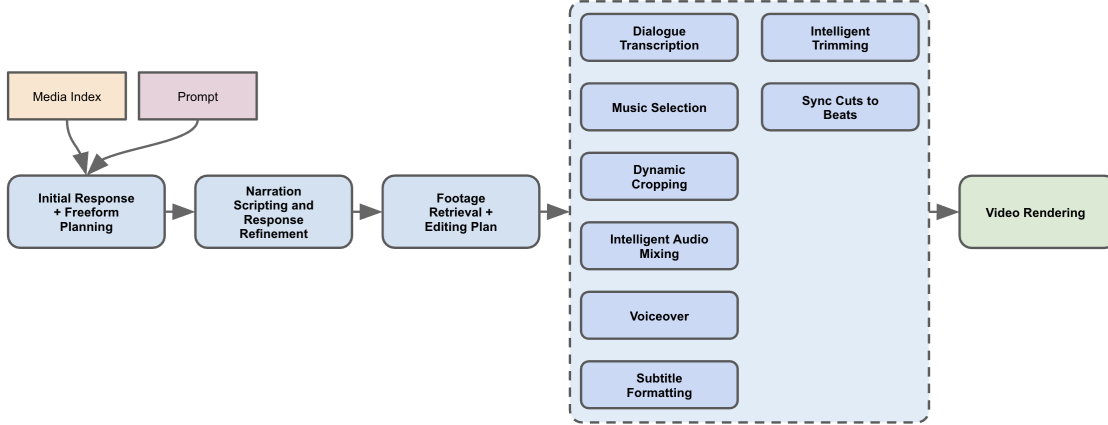 Media Index
Prompt
Initial Response
+ Freeform
Planning
Narration
Scripting and
Response
Refinement
Footage
Retrieval +
Editing Plan
Dialogue
Transcription
Music Selection
Dynamic
Cropping
Intelligent Audio
Mixing
Voiceover
Subtitle
Formatting
Intelligent
Trimming
Sync Cuts to
Beats
Video Rendering